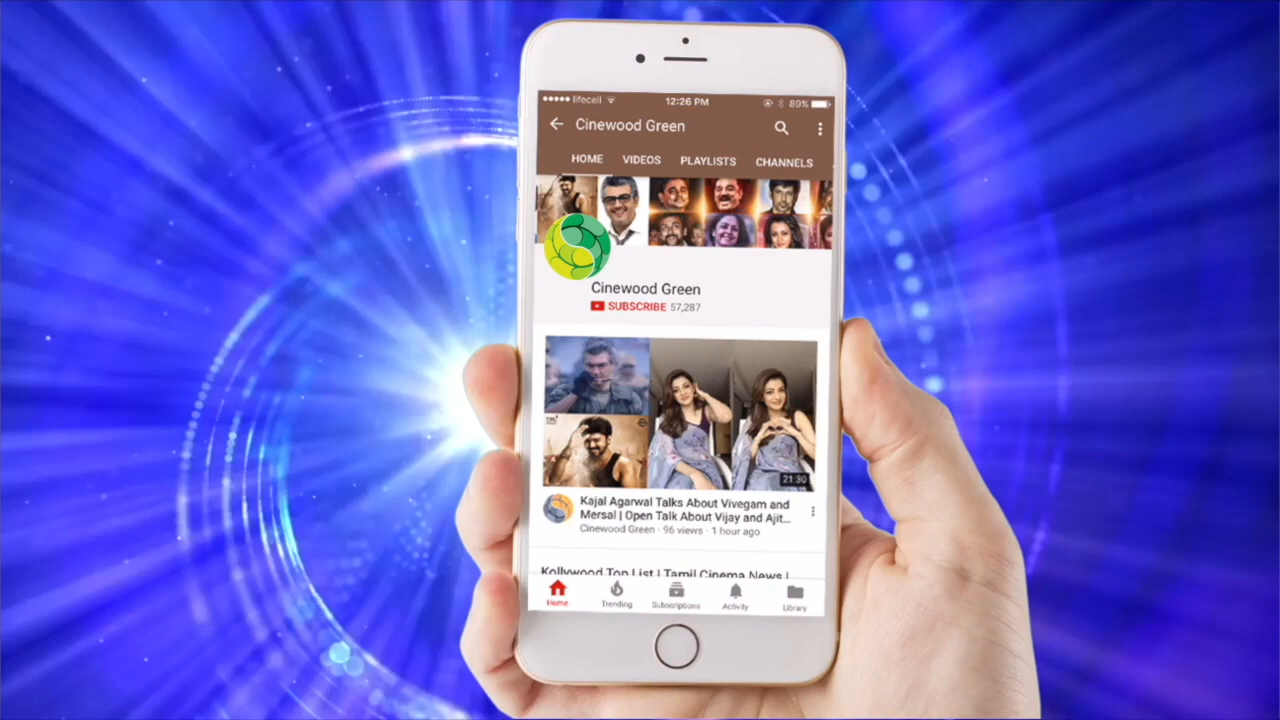 lifecell 12:26 PM 89%
Cinewood Green
HOME VIDEOS PLAYLISTS CHANNELS
Cinewood Green
SUBSCRIBE 57,287
21:30
Kajal Agarwal Talks About Vivegam and
Mersal | Open Talk About Vijay and Ajit...
Cinewood Green · 96 views · 1 hour ago
Kollywood Top List | Tamil Cinema News |
Home Trending Subscriptions Activity Library